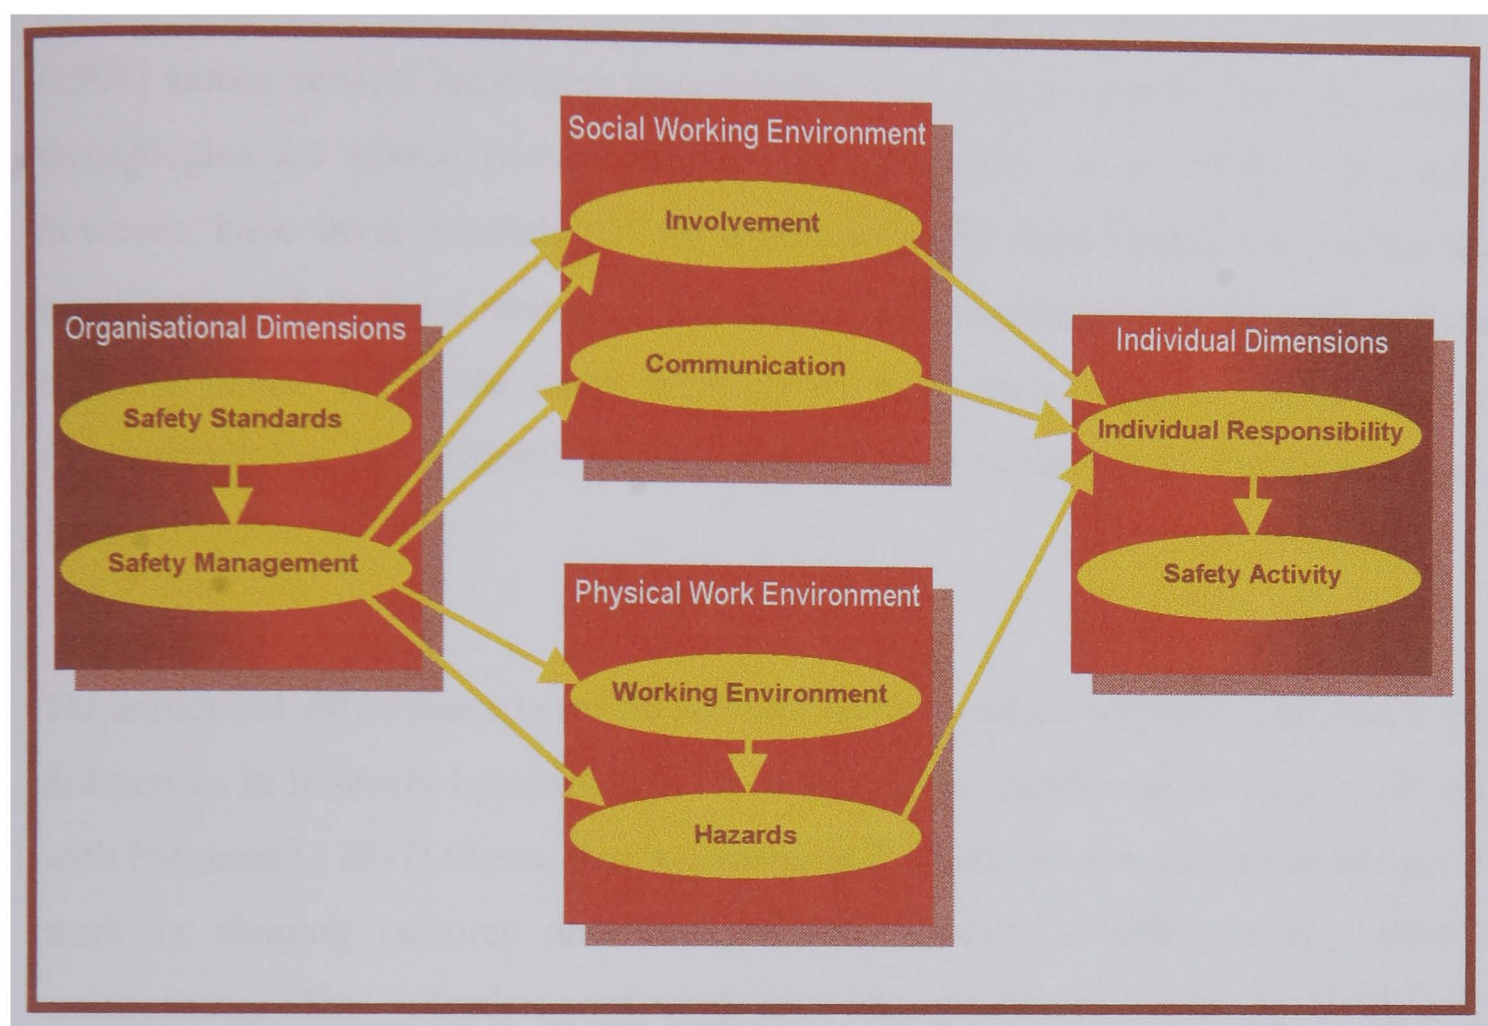 Social Working Environment
Involvement
Communication
Organisational Dimensions
Safety Standards
Safety Management
Physical Work Environment
Working Environment
Hazards
Individual Dimensions
Individual Responsibility
Safety Activity